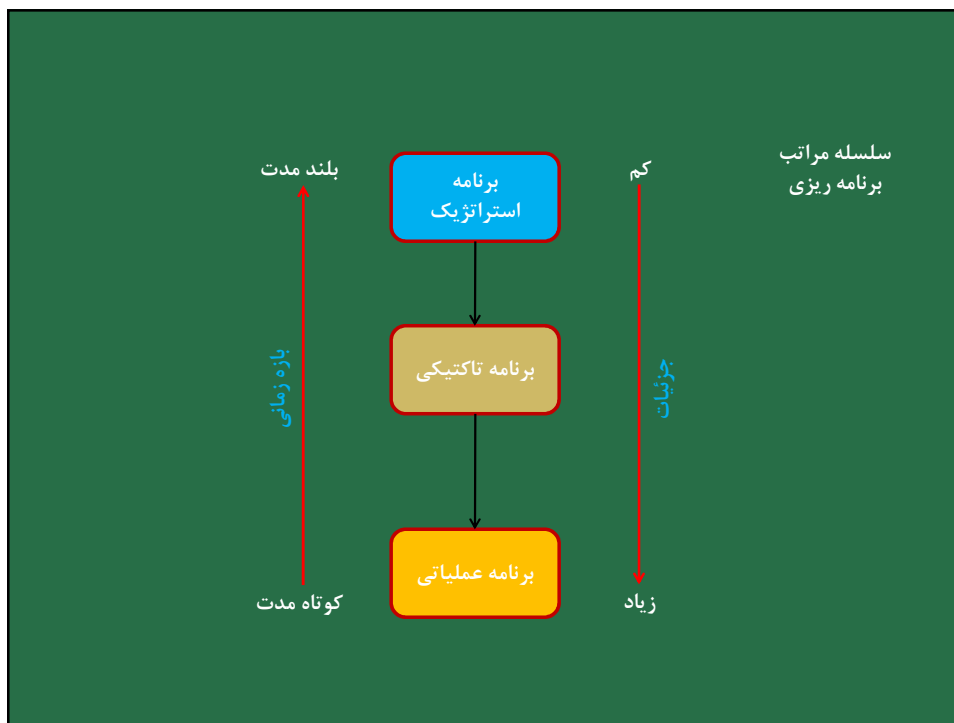 سلسله مراتب
برنامه ریزی
کم
جزئیات
زیاد
برنامه
استراتژیک
برنامه تاکتیکی
برنامه عملیاتی
بلند مدت
بازه زمانی
کوتاه مدت